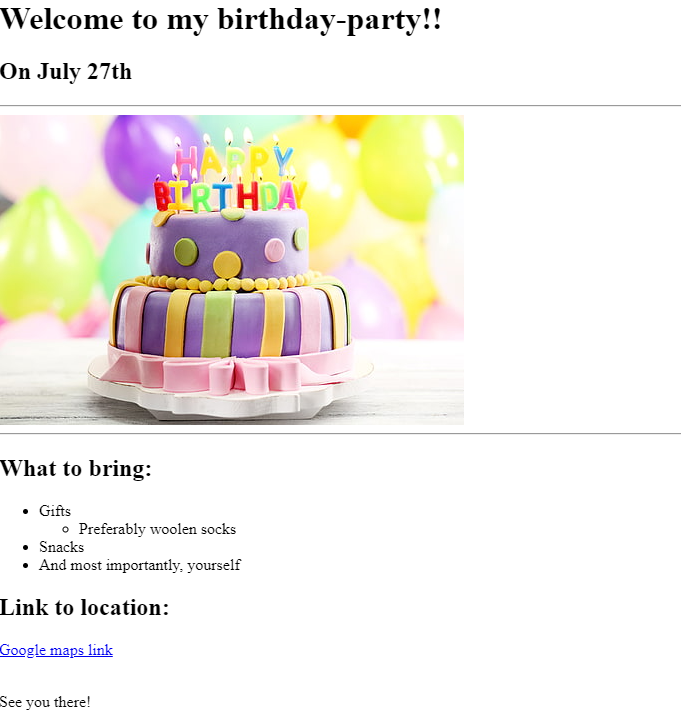 Welcome to my birthday-party!!
On July 27th
HAPPY
BIRTHDAY
What to bring:
Gifts
Preferably woolen socks
Snacks
And most importantly, yourself
Link to location:
Google maps link
See you there!